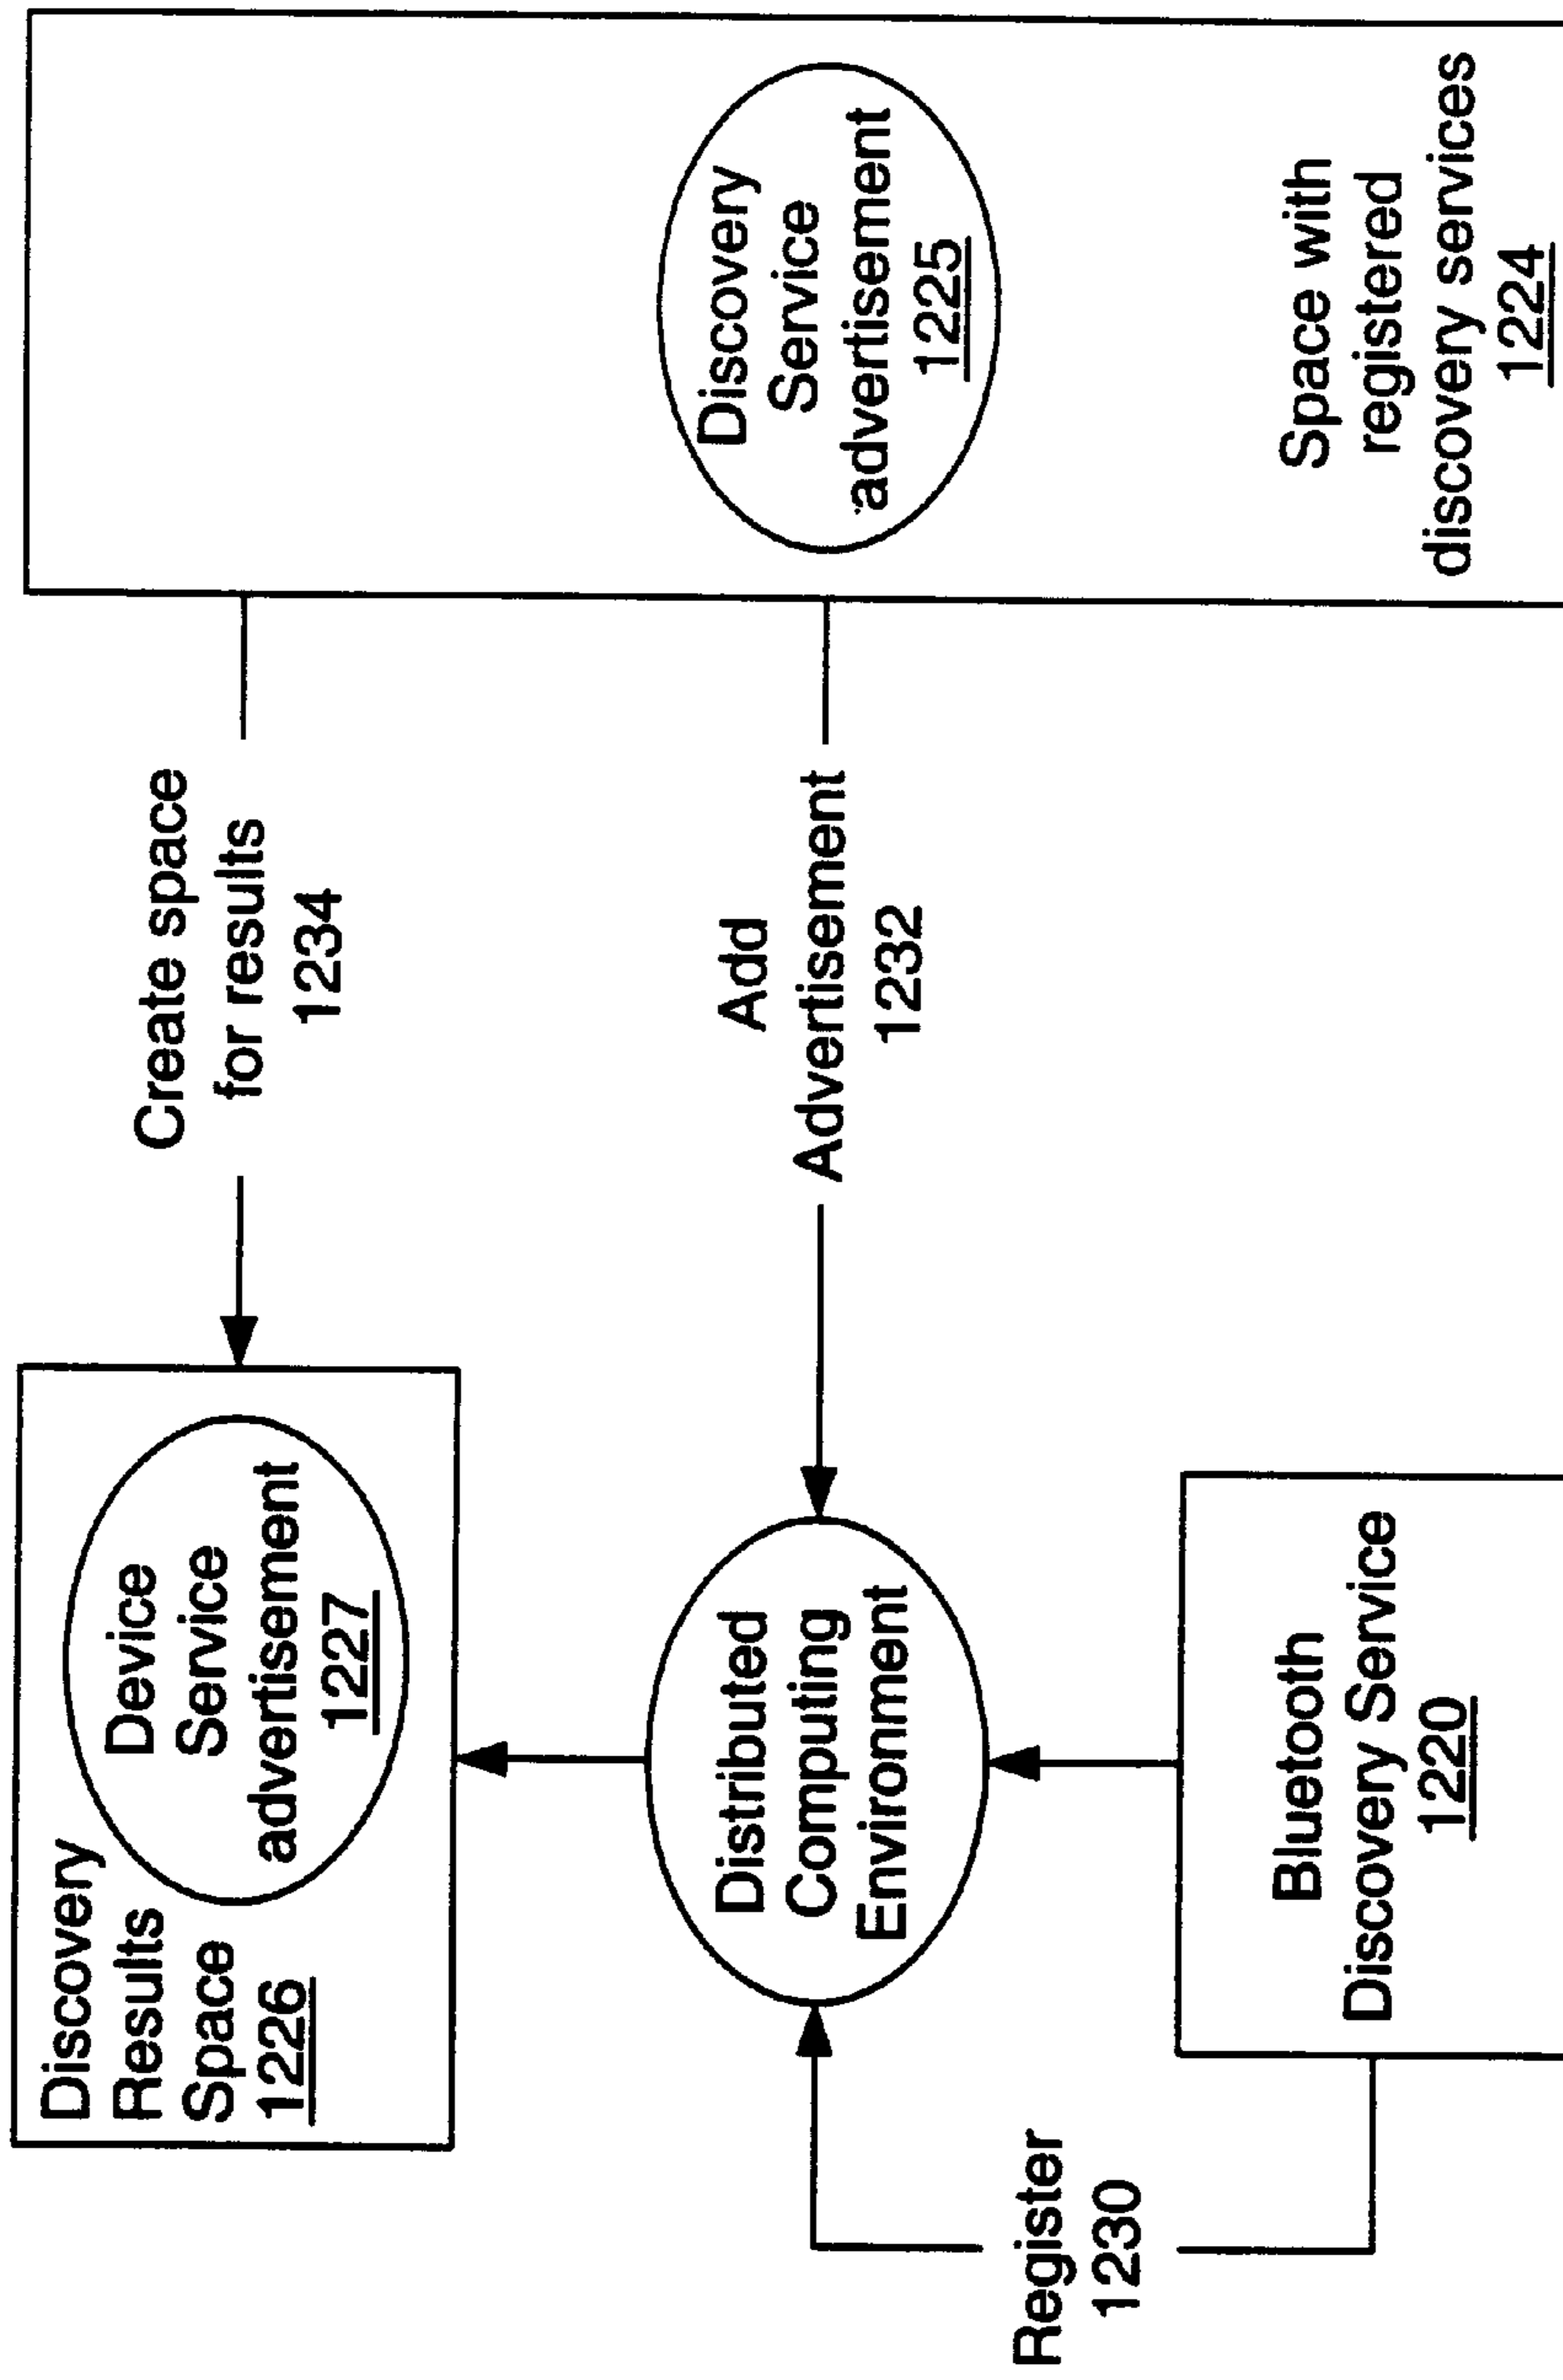 Discovery
Results
Space
1226
Device
Service
advertisement
1227
Create space
for results
1234
Distributed
Computing
Environment
Add
Advertisement
1232
Discovery
Service
advertisement
1225
Register
1230
Bluetooth
Discovery Service
1220
Space with
registered
discovery services
1224